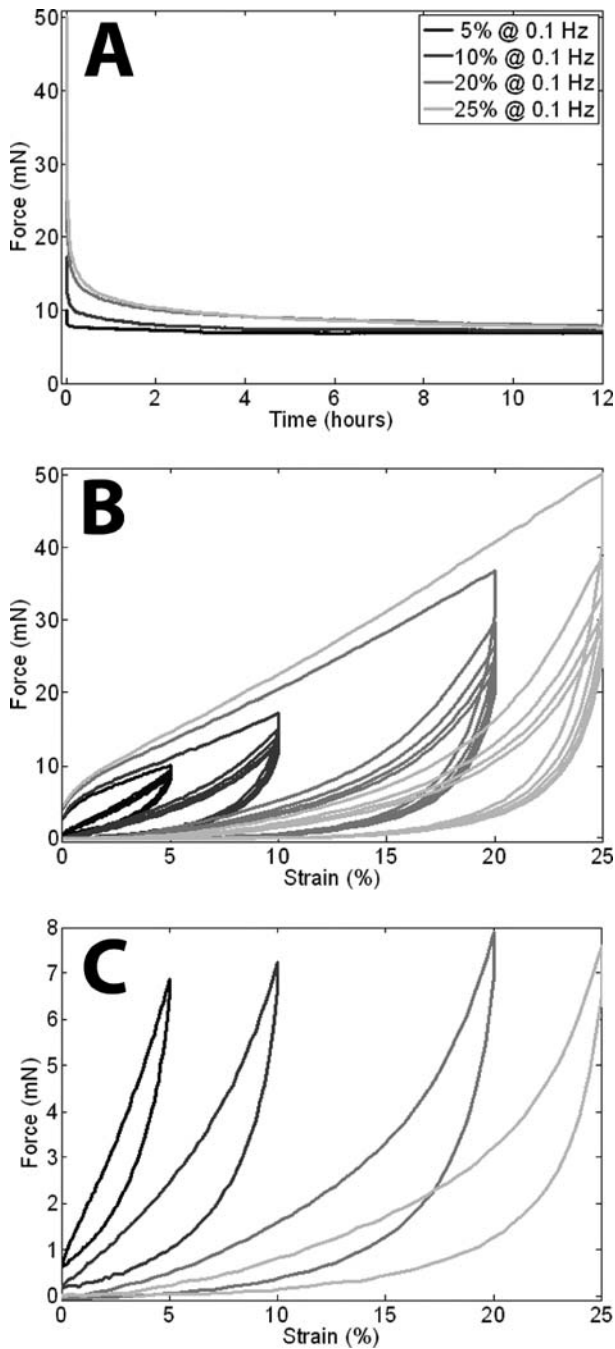 A
5% @ 0.1 Hz
10% @ 0.1 Hz
20% @ 0.1 Hz
25% @ 0.1 Hz
50
40
30
20
10
0
Force (mN)
0 2 4 6 8 10 12
Time (hours)
B
50
40
30
20
10
0
Force (mN)
0 5 10 15 20 25
Strain (%)
C
8
7
6
5
4
3
2
1
0
Force (mN)
0 5 10 15 20 25
Strain (%)